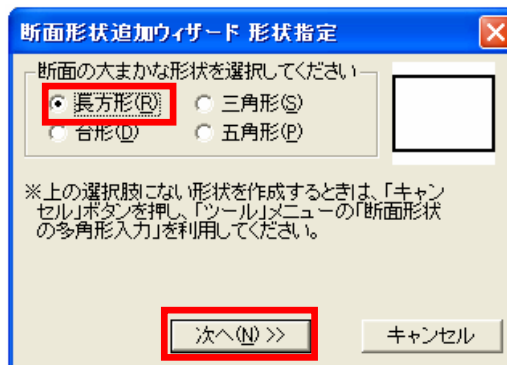 断面形状追加ウィザード 形状指定
断面の大まかな形状を選択してください
長方形(R) 三角形(S)
台形(D) 五角形(P)
※上の選択肢にない形状を作成するときは、「キャン
セル」ボタンを押し、「ツール」メニューの「断面形状
の多角形入力」を利用してください。
次へ(N) >> キャンセル